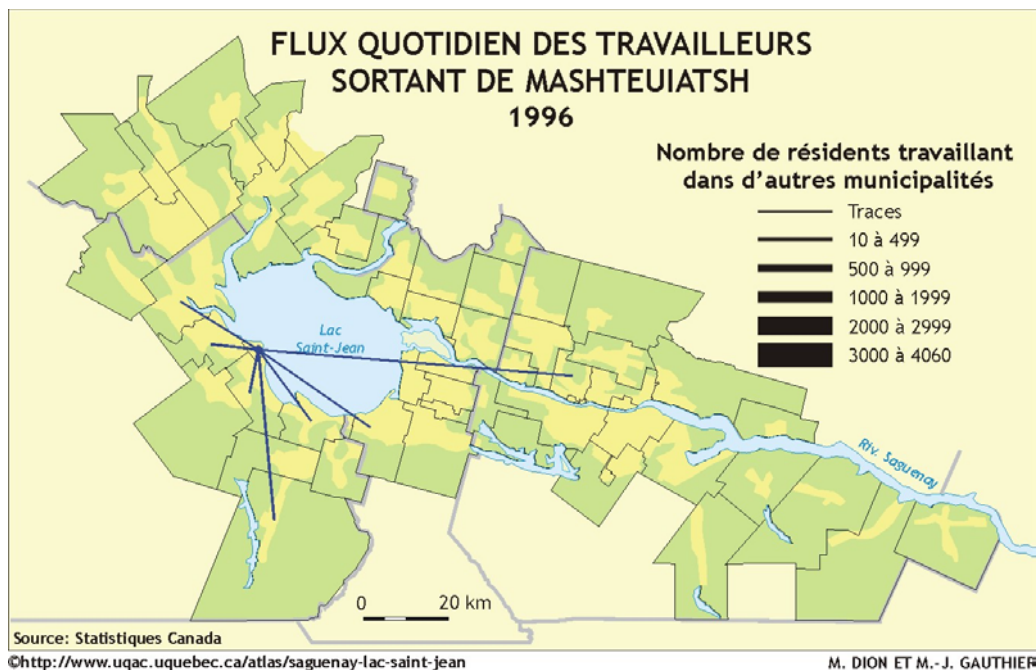 FLUX QUOTIDIEN DES TRAVAILLEURS
SORTANT DE MASHTEUIATSH
1996
Nombre de résidents travaillant
dans d'autres municipalités
Traces
10 à 499
500 à 999
1000 à 1999
2000 à 2999
3000 à 4060
Lac
Saint-Jean
Riv. Saguenay
0 20 km
Source: Statistiques Canada
©http://www.uqac.uquebec.ca/atlas/saguenay-lac-saint-jean
M. DION ET M.-J. GAUTHIER